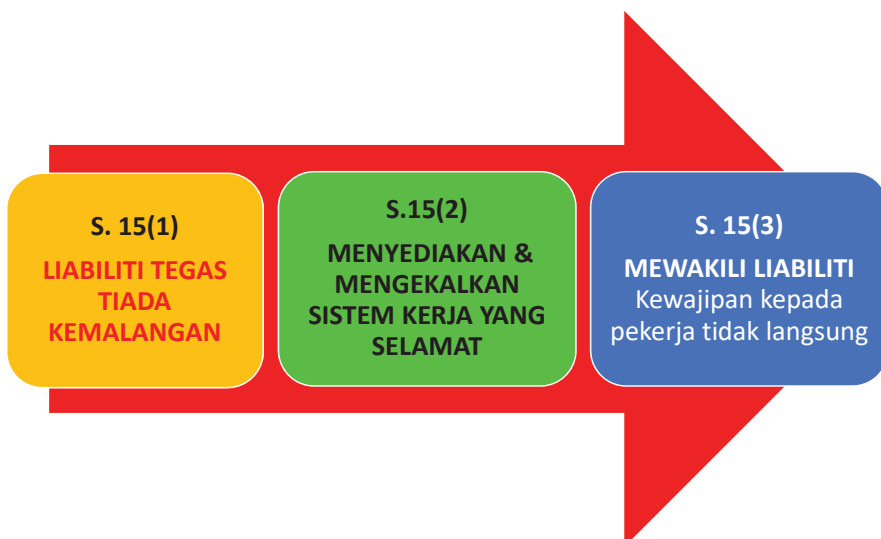 S. 15(1)
LIABILITI TEGAS
TIADA
KEMALANGAN
S.15(2)
MENYEDIAKAN &
MENGEKALKAN
SISTEM KERJA YANG
SELAMAT
S. 15(3)
MEWAKILI LIABILITI
Kewajipan kepada
pekerja tidak langsung